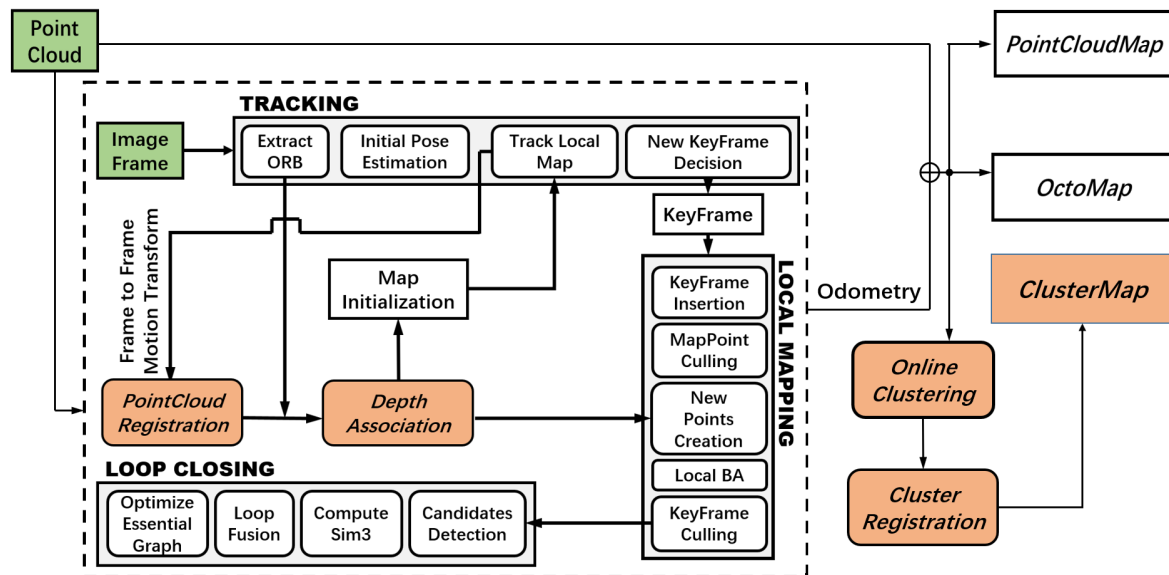 Point
Cloud
PointCloudMap
TRACKING
Image
Frame
Extract
ORB
Initial Pose
Estimation
Track Local
Map
New KeyFrame
Decision
OctoMap
KeyFrame
Frame to Frame
Motion Transform
Map
Initialization
LOCAL MAPPING
KeyFrame
Insertion
MapPoint
Culling
New
Points
Creation
Local BA
KeyFrame
Culling
Odometry
ClusterMap
Online
Clustering
PointCloud
Registration
Depth
Association
LOOP CLOSING
Optimize
Essential
Graph
Loop
Fusion
Compute
Sim3
Candidates
Detection
Cluster
Registration